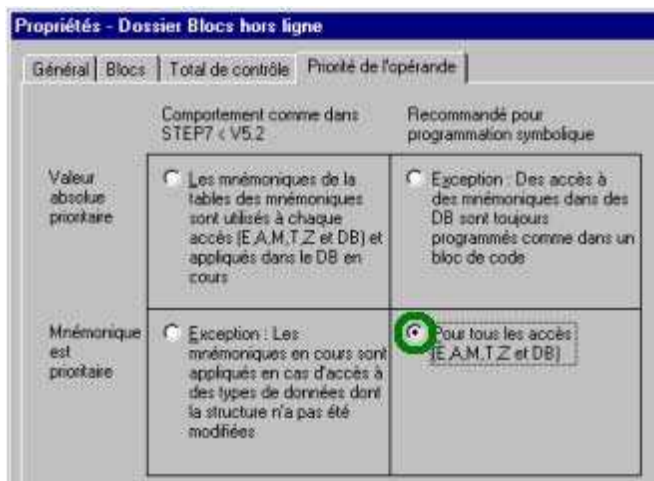 Propriétés - Dossier Blocs hors ligne
Général Blocs Total de contrôle Priorité de l'opérande
Comportement comme dans
STEP7 < V5.2
Recommandé pour
programmation symbolique
Valeur
absolue
prioritaire
Les mnémoniques de la
tables des mnémoniques
sont utilisés à chaque
accès (E,A,M,T,Z et DB) et
appliqués dans le DB en
cours
Exception : Des accès à
des mnémoniques dans des
DB sont toujours
programmés comme dans un
bloc de code
Mnémonique
est
prioritaire
Exception : Les
mnémoniques en cours sont
appliqués en cas d'accès à
des types de données dont
la structure n'a pas été
modifiées
Pour tous les accès
(E,A,M,T,Z et DB)